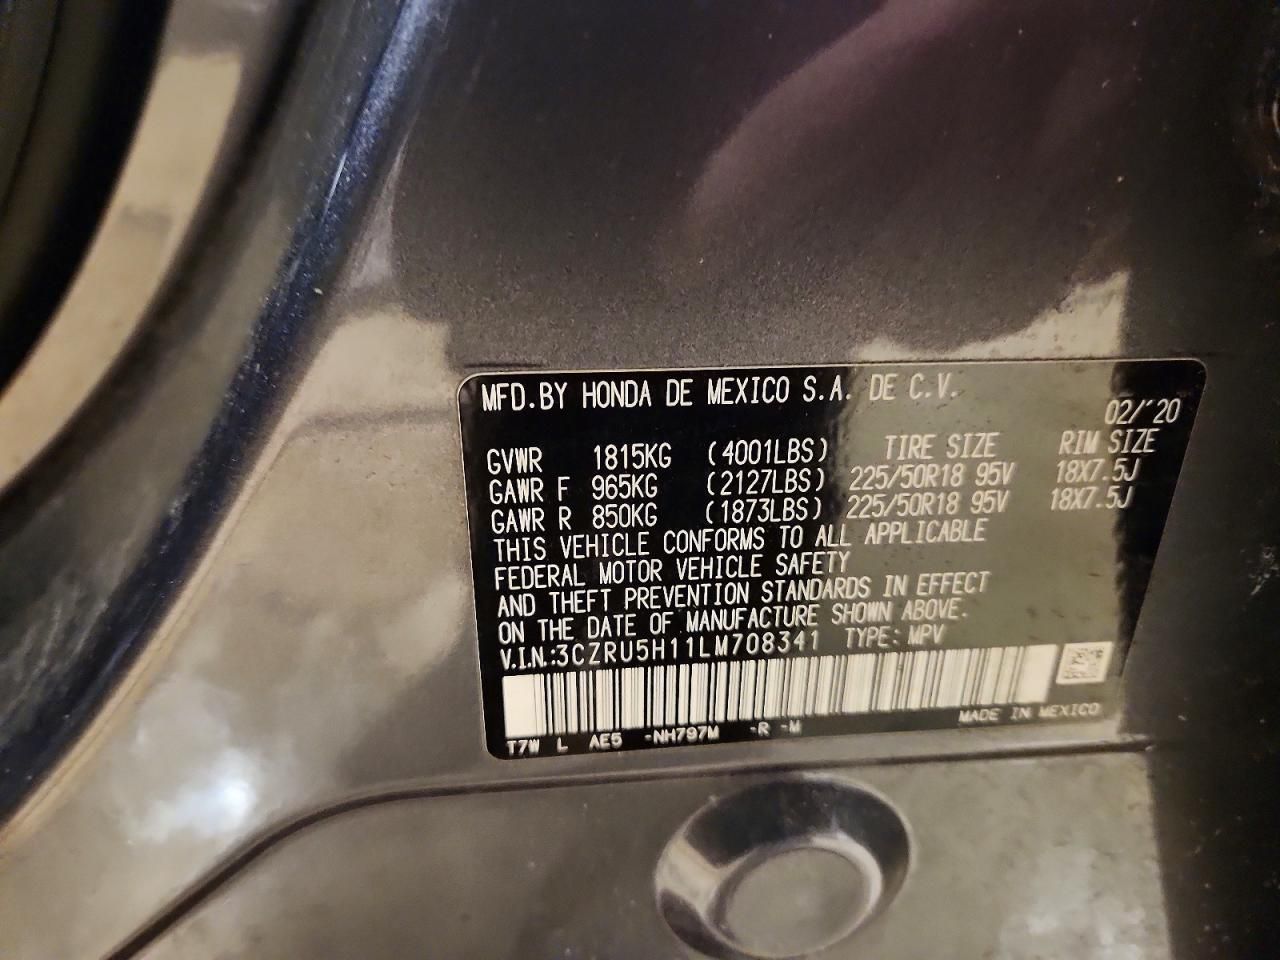 MFD.BY HONDA DE MEXICO S.A. DE C.V.
02/'20
GVWR 1815KG (4001LBS) TIRE SIZE RIM SIZE
GAWR F 965KG (2127LBS) 225/50R18 95V 18X7.5J
GAWR R 850KG (1873LBS) 225/50R18 95V 18X7.5J
THIS VEHICLE CONFORMS TO ALL APPLICABLE
FEDERAL MOTOR VEHICLE SAFETY
AND THEFT PREVENTION STANDARDS IN EFFECT
ON THE DATE OF MANUFACTURE SHOWN ABOVE.
V.I.N.:3CZRU5H11LM708341 TYPE: MPV
MADE IN MEXICO
T7W L AE5 -NH797M -R -M